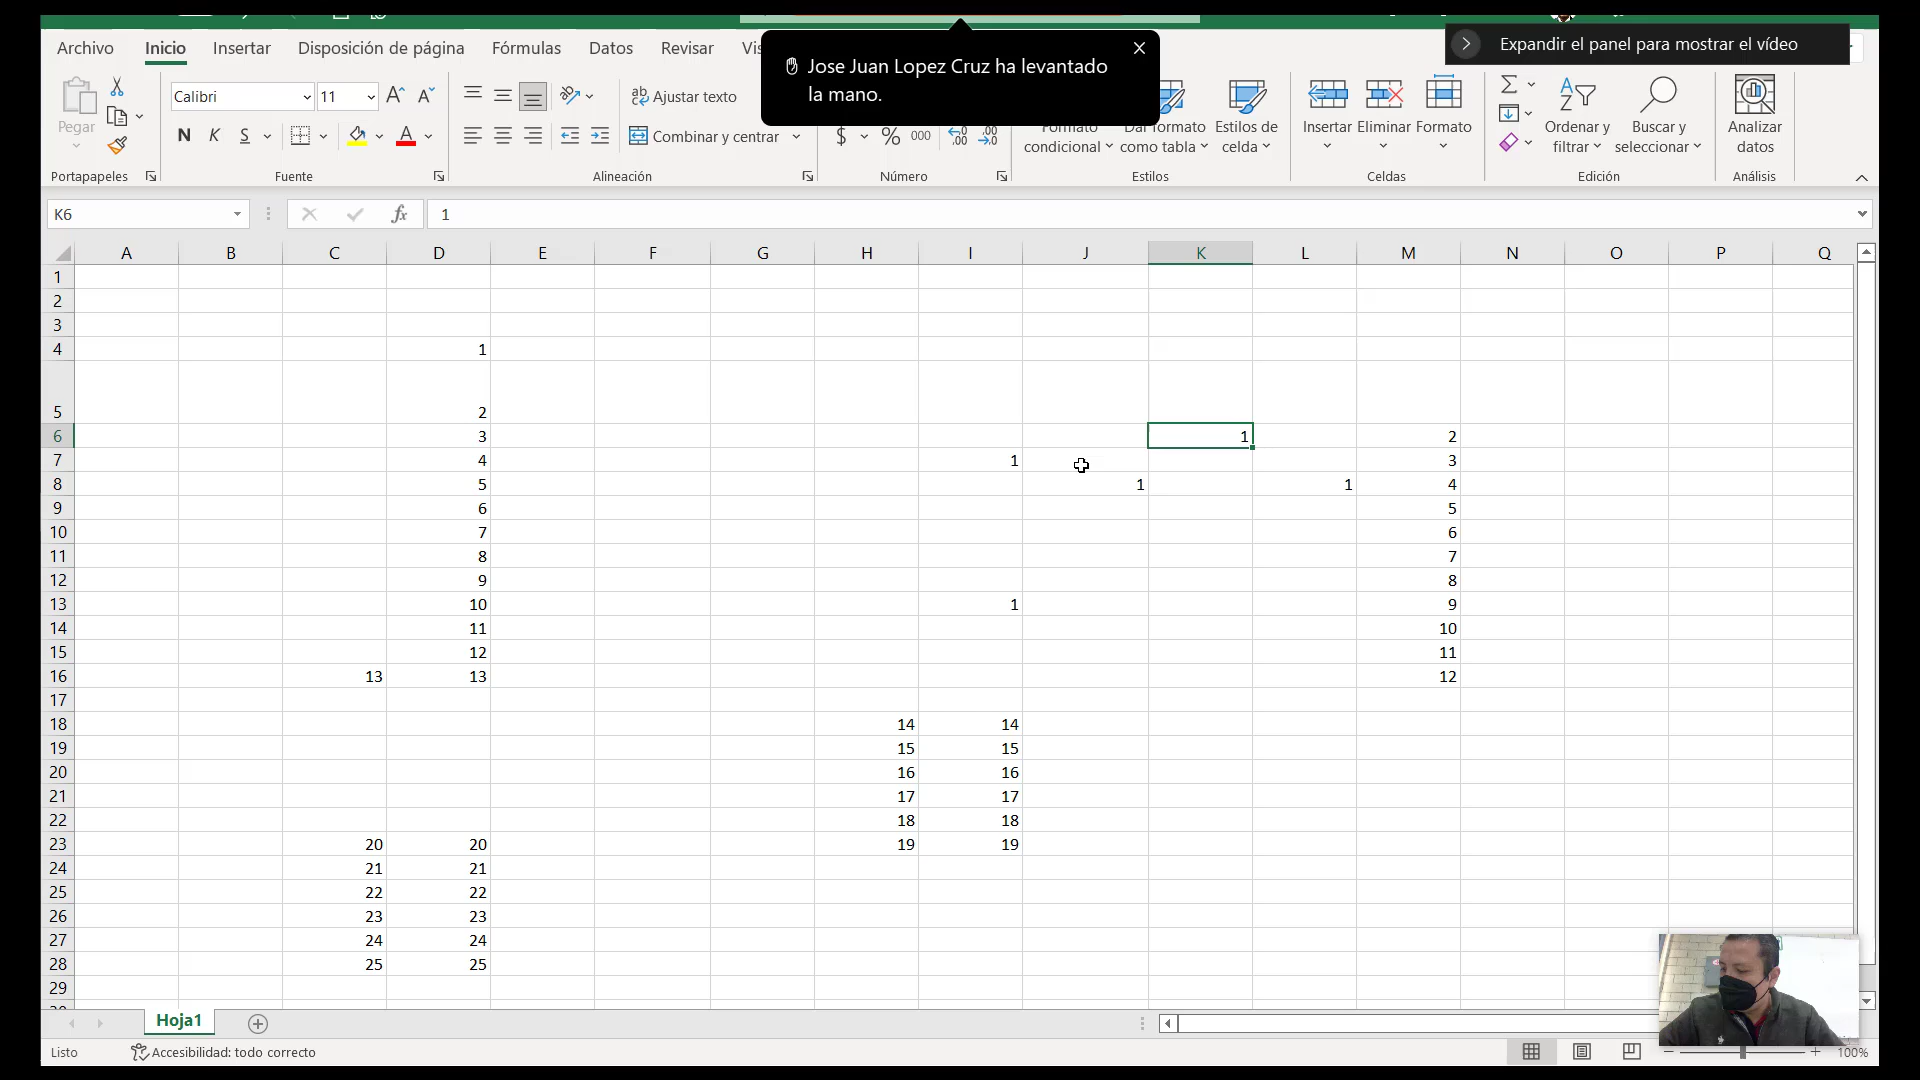 Archivo Inicio Insertar Disposición de página Fórmulas Datos Revisar Vis
Jose Juan Lopez Cruz ha levantado
la mano.
Expandir el panel para mostrar el vídeo
Pegar
Calibri 11
N K S
Ajustar texto
Combinar y centrar
$ % 000
Formato
condicional
Dar formato
como tabla
Estilos de
celda
Insertar Eliminar Formato
Ordenar y
filtrar
Buscar y
seleccionar
Analizar
datos
Portapapeles Fuente Alineación Número Estilos Celdas Edición Análisis
K6 fx 1
A B C D E F G H I J K L M N O P Q
1
2
3
4 1
5 2
6 3 1 2
7 4 1 3
8 5 1 1 4
9 6 5
10 7 6
11 8 7
12 9 8
13 10 1 9
14 11 10
15 12 11
16 13 13 12
17
18 14 14
19 15 15
20 16 16
21 17 17
22 18 18
23 20 20 19 19
24 21 21
25 22 22
26 23 23
27 24 24
28 25 25
29
Hoja1
Listo Accesibilidad: todo correcto 100%